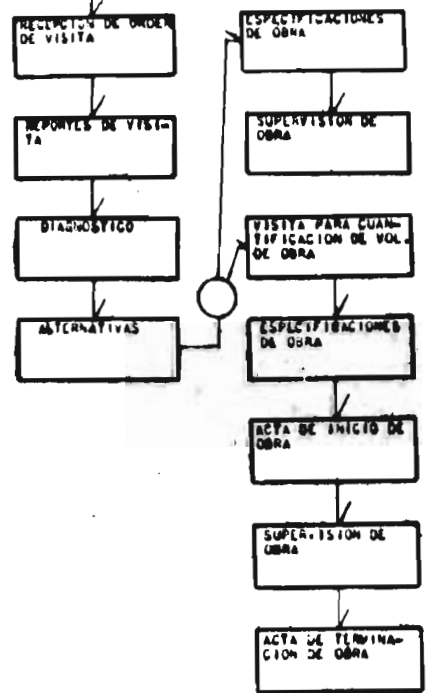 RECEPCION DE ORDEN
DE VISITA
REPORTES DE VISI-
TA
DIAGNOSTICO
ALTERNATIVAS
ESPECIFICACIONES
DE OBRA
SUPERVISION DE
OBRA
VISITA PARA CUAN-
TIFICACION DE VOL.
DE OBRA
ESPECIFICACIONES
DE OBRA
ACTA DE INICIO DE
OBRA
SUPERVISION DE
OBRA
ACTA DE TERMINA-
CION DE OBRA